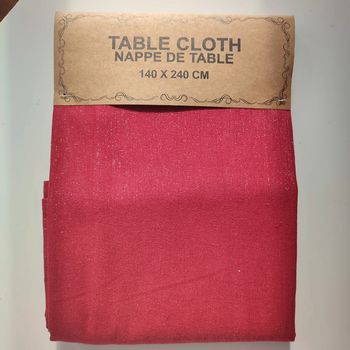 TABLE CLOTH
NAPPE DE TABLE
140 X 240 CM